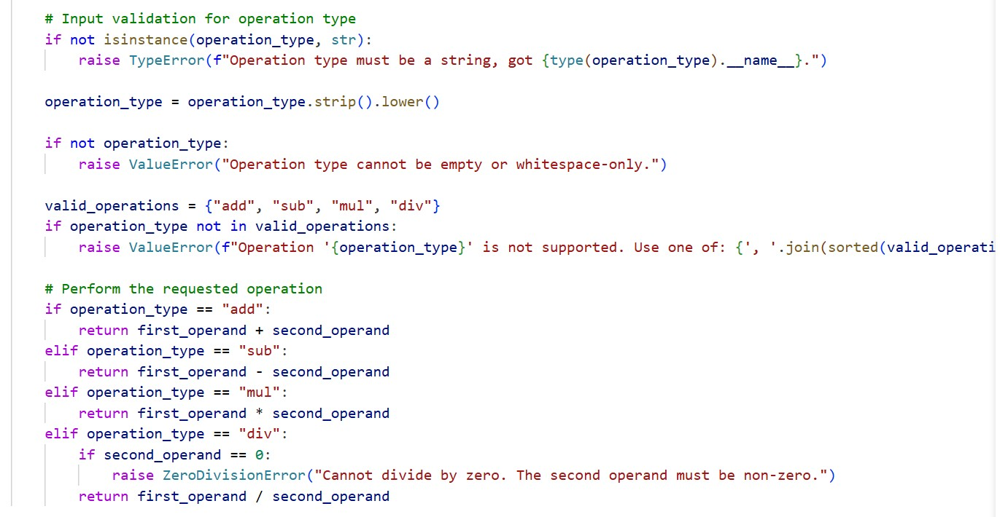 # Input validation for operation type
if not isinstance(operation_type, str):
raise TypeError(f"Operation type must be a string, got {type(operation_type).__name__}.")
operation_type = operation_type.strip().lower()
if not operation_type:
raise ValueError("Operation type cannot be empty or whitespace-only.")
valid_operations = {"add", "sub", "mul", "div"}
if operation_type not in valid_operations:
raise ValueError(f"Operation '{operation_type}' is not supported. Use one of: {', '.join(sorted(valid_operati
# Perform the requested operation
if operation_type == "add":
return first_operand + second_operand
elif operation_type == "sub":
return first_operand - second_operand
elif operation_type == "mul":
return first_operand * second_operand
elif operation_type == "div":
if second_operand == 0:
raise ZeroDivisionError("Cannot divide by zero. The second operand must be non-zero.")
return first_operand / second_operand